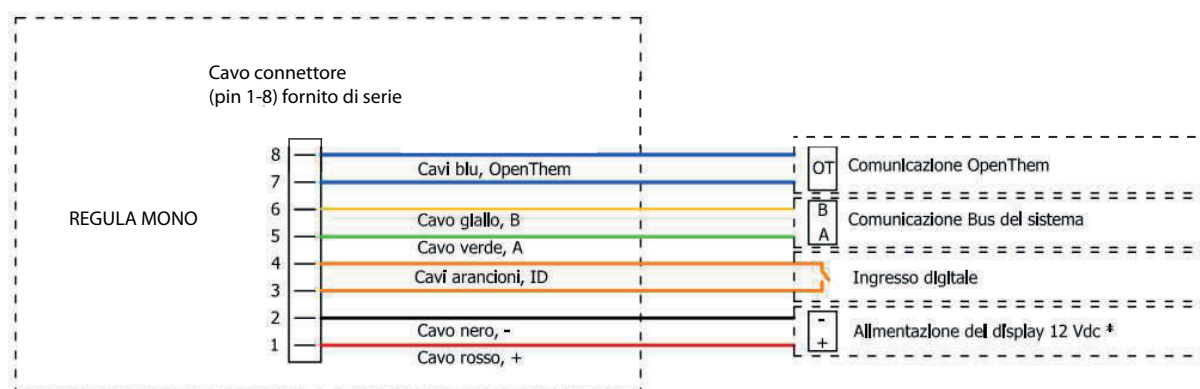 Cavo connettore
(pin 1-8) fornito di serie
REGULA MONO
8
7
6
5
4
3
2
1
Cavi blu, OpenThem
Cavo giallo, B
Cavo verde, A
Cavi arancioni, ID
Cavo nero, -
Cavo rosso, +
OT Comunicazione OpenThem
B
A
Comunicazione Bus del sistema
Ingresso digitale
-
+
Alimentazione del display 12 Vdc *